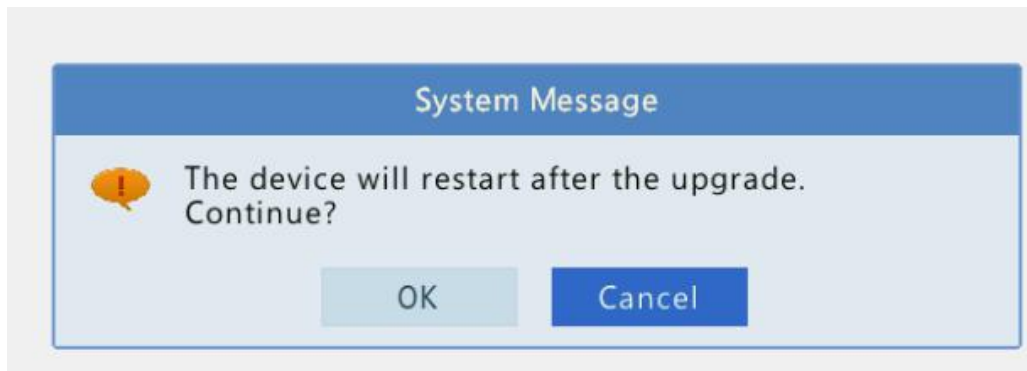 System Message
The device will restart after the upgrade.
Continue?
OK
Cancel